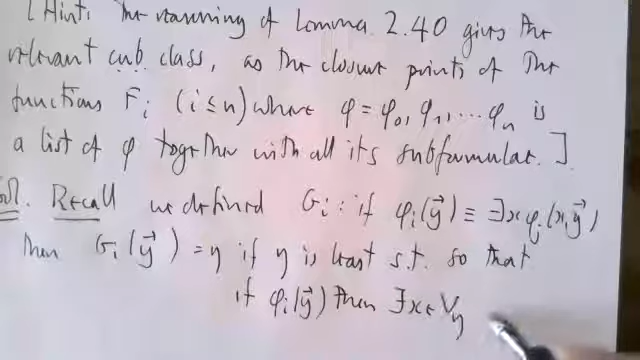 [Hint: The reasoning of Lemma 2.40 gives the
relevant cub class, as the closure points of the
functions Fᵢ (i ≤ n) where φ = φ₀, φ₁, ... φₙ is
a list of φ together with all its subformulae.]
Sol. Recall we defined Gᵢ: if φᵢ(y⃗) ≡ ∃xφⱼ(x,y⃗)
then Gᵢ(y⃗) = η if η is least s.t. so that
if φᵢ(y⃗) then ∃x∈V_η